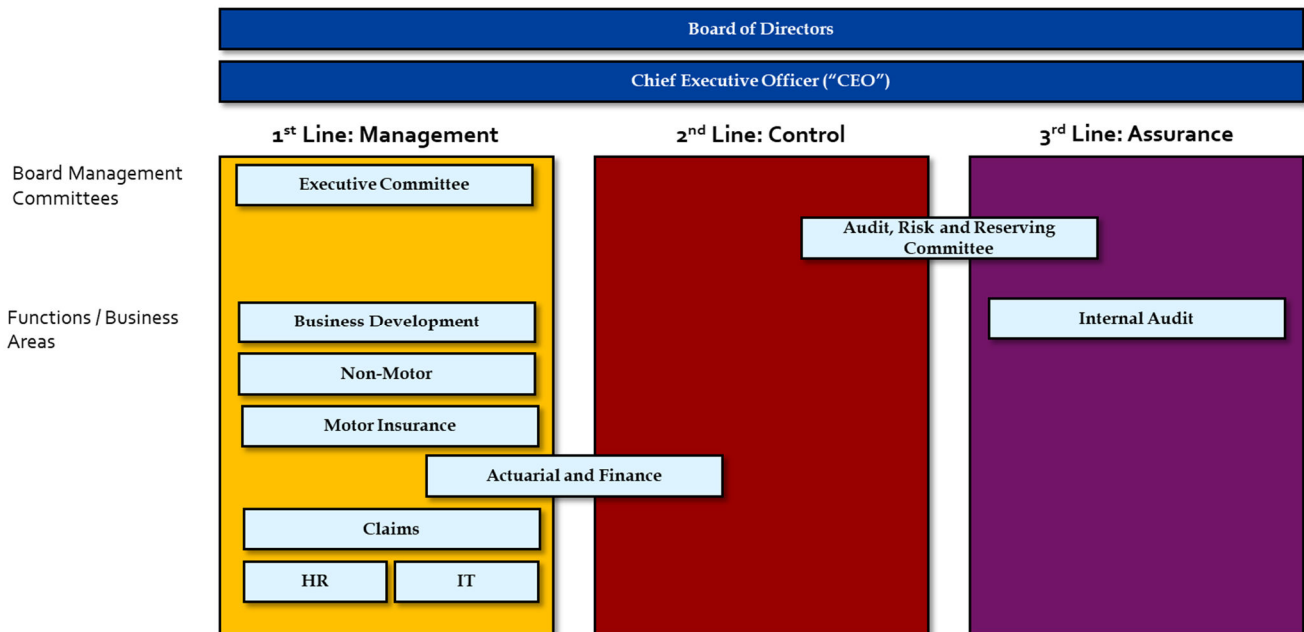 Board of Directors
Chief Executive Officer (“CEO”)
1st Line: Management
2nd Line: Control
3rd Line: Assurance
Board Management
Committees
Executive Committee
Audit, Risk and Reserving
Committee
Functions / Business
Areas
Business Development
Internal Audit
Non-Motor
Motor Insurance
Actuarial and Finance
Claims
HR
IT